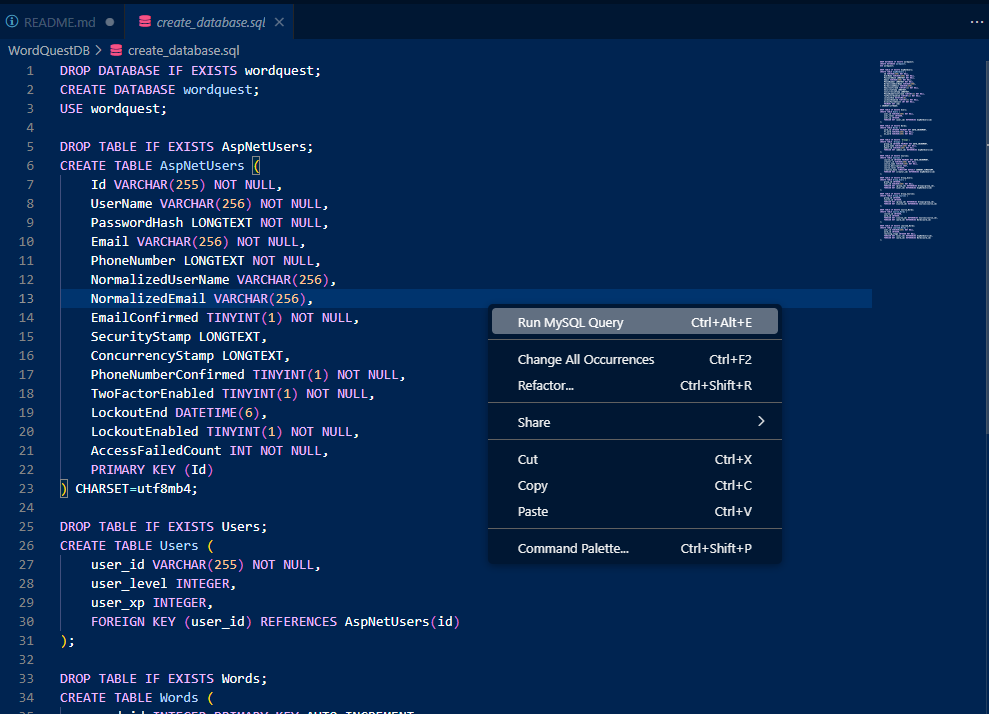 README.md
create_database.sql
WordQuestDB > create_database.sql
1 DROP DATABASE IF EXISTS wordquest;
2 CREATE DATABASE wordquest;
3 USE wordquest;
4
5 DROP TABLE IF EXISTS AspNetUsers;
6 CREATE TABLE AspNetUsers (
7 Id VARCHAR(255) NOT NULL,
8 UserName VARCHAR(256) NOT NULL,
9 PasswordHash LONGTEXT NOT NULL,
10 Email VARCHAR(256) NOT NULL,
11 PhoneNumber LONGTEXT NOT NULL,
12 NormalizedUserName VARCHAR(256),
13 NormalizedEmail VARCHAR(256),
14 EmailConfirmed TINYINT(1) NOT NULL,
15 SecurityStamp LONGTEXT,
16 ConcurrencyStamp LONGTEXT,
17 PhoneNumberConfirmed TINYINT(1) NOT NULL,
18 TwoFactorEnabled TINYINT(1) NOT NULL,
19 LockoutEnd DATETIME(6),
20 LockoutEnabled TINYINT(1) NOT NULL,
21 AccessFailedCount INT NOT NULL,
22 PRIMARY KEY (Id)
23 ) CHARSET=utf8mb4;
24
25 DROP TABLE IF EXISTS Users;
26 CREATE TABLE Users (
27 user_id VARCHAR(255) NOT NULL,
28 user_level INTEGER,
29 user_xp INTEGER,
30 FOREIGN KEY (user_id) REFERENCES AspNetUsers(id)
31 );
32
33 DROP TABLE IF EXISTS Words;
34 CREATE TABLE Words (
Run MySQL Query Ctrl+Alt+E
Change All Occurrences Ctrl+F2
Refactor... Ctrl+Shift+R
Share
Cut Ctrl+X
Copy Ctrl+C
Paste Ctrl+V
Command Palette... Ctrl+Shift+P